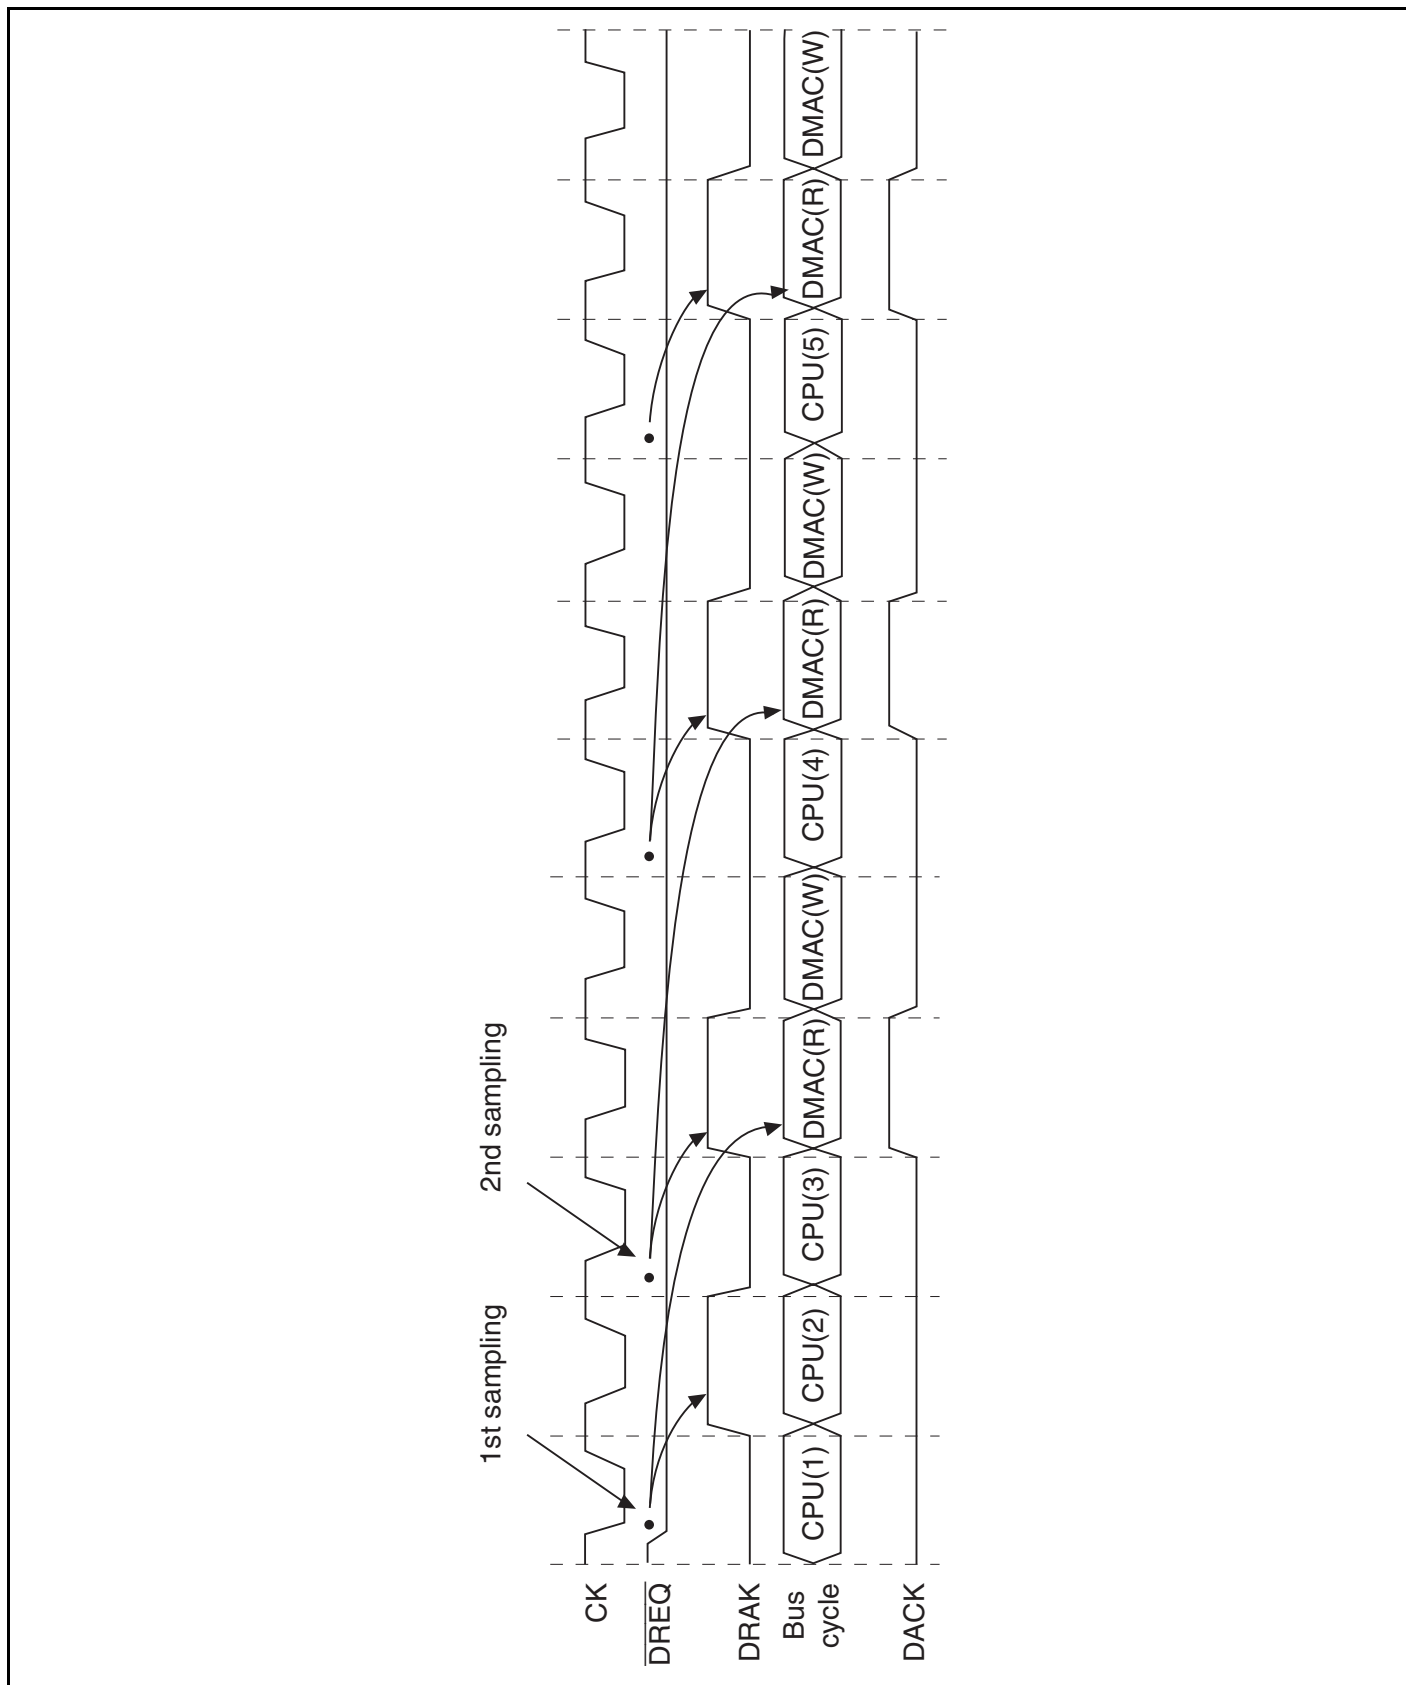 1st sampling
2nd sampling
CK
DREQ
DRAK
Bus
cycle
CPU(1)
CPU(2)
CPU(3)
DMAC(R)
DMAC(W)
CPU(4)
DMAC(R)
DMAC(W)
CPU(5)
DMAC(R)
DMAC(W)
DACK